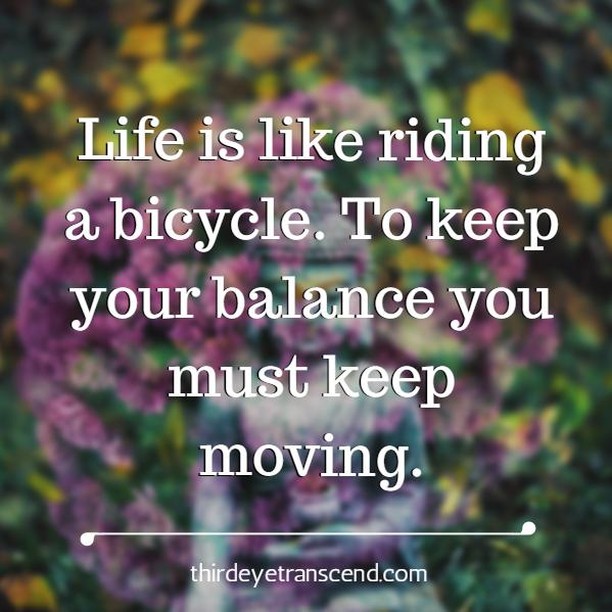 Life is like riding
a bicycle. To keep
your balance you
must keep
moving.
thirdeyetranscend.com